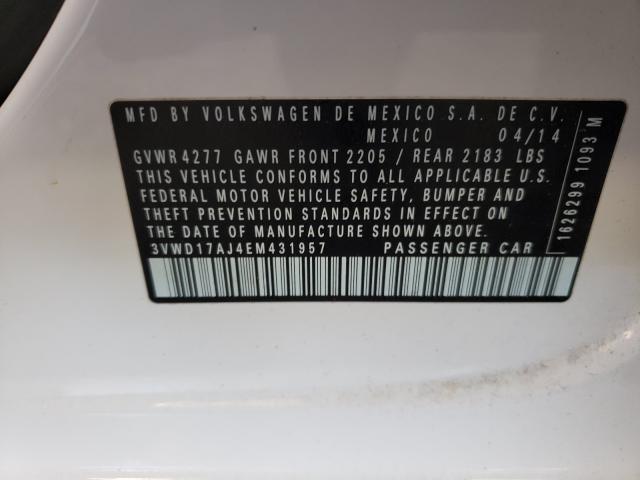 MFD BY VOLKSWAGEN DE MEXICO S.A. DE C.V.
MEXICO 04/14
GVWR 4277 GAWR FRONT 2205 / REAR 2183 LBS
THIS VEHICLE CONFORMS TO ALL APPLICABLE U.S.
FEDERAL MOTOR VEHICLE SAFETY, BUMPER AND
THEFT PREVENTION STANDARDS IN EFFECT ON
THE DATE OF MANUFACTURE SHOWN ABOVE.
3VWD17AJ4EM431957 PASSENGER CAR
1626299 1093 M